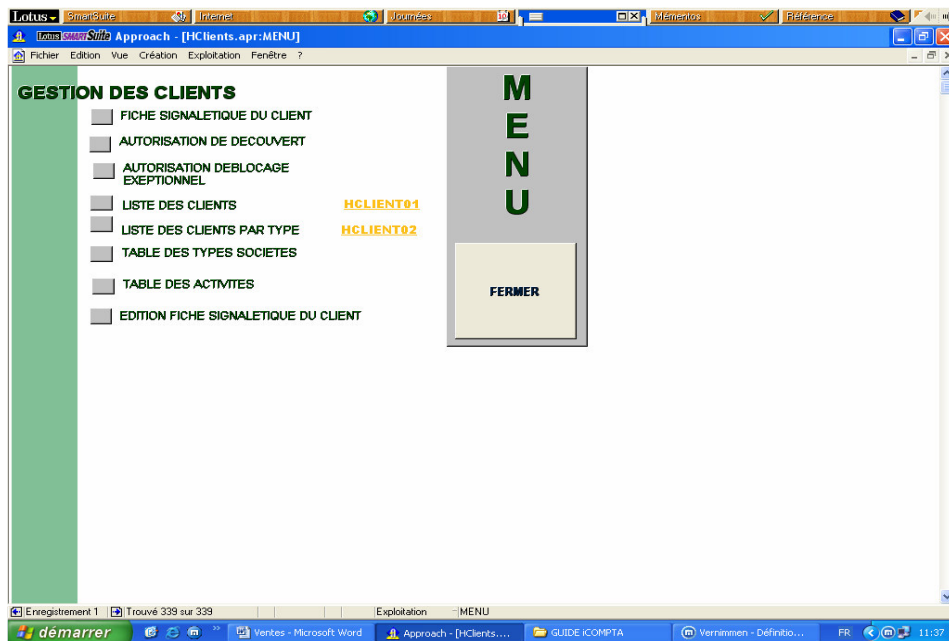 Lotus SmartSuite Internet Journées 10 Mémentos Référence
Lotus SMARTSuite Approach - [HClients.apr:MENU]
Fichier Edition Vue Création Exploitation Fenêtre ?
GESTION DES CLIENTS
FICHE SIGNALETIQUE DU CLIENT
AUTORISATION DE DECOUVERT
AUTORISATION DEBLOCAGE
EXEPTIONNEL
LISTE DES CLIENTS HCLIENT01
LISTE DES CLIENTS PAR TYPE HCLIENT02
TABLE DES TYPES SOCIETES
TABLE DES ACTIVITES
EDITION FICHE SIGNALETIQUE DU CLIENT
M
E
N
U
FERMER
Enregistrement 1 Trouvé 339 sur 339 Exploitation MENU
démarrer Ventes - Microsoft Word Approach - [HClients.... GUIDE iCOMPTA Vernimmen - Définitio... FR 11:37